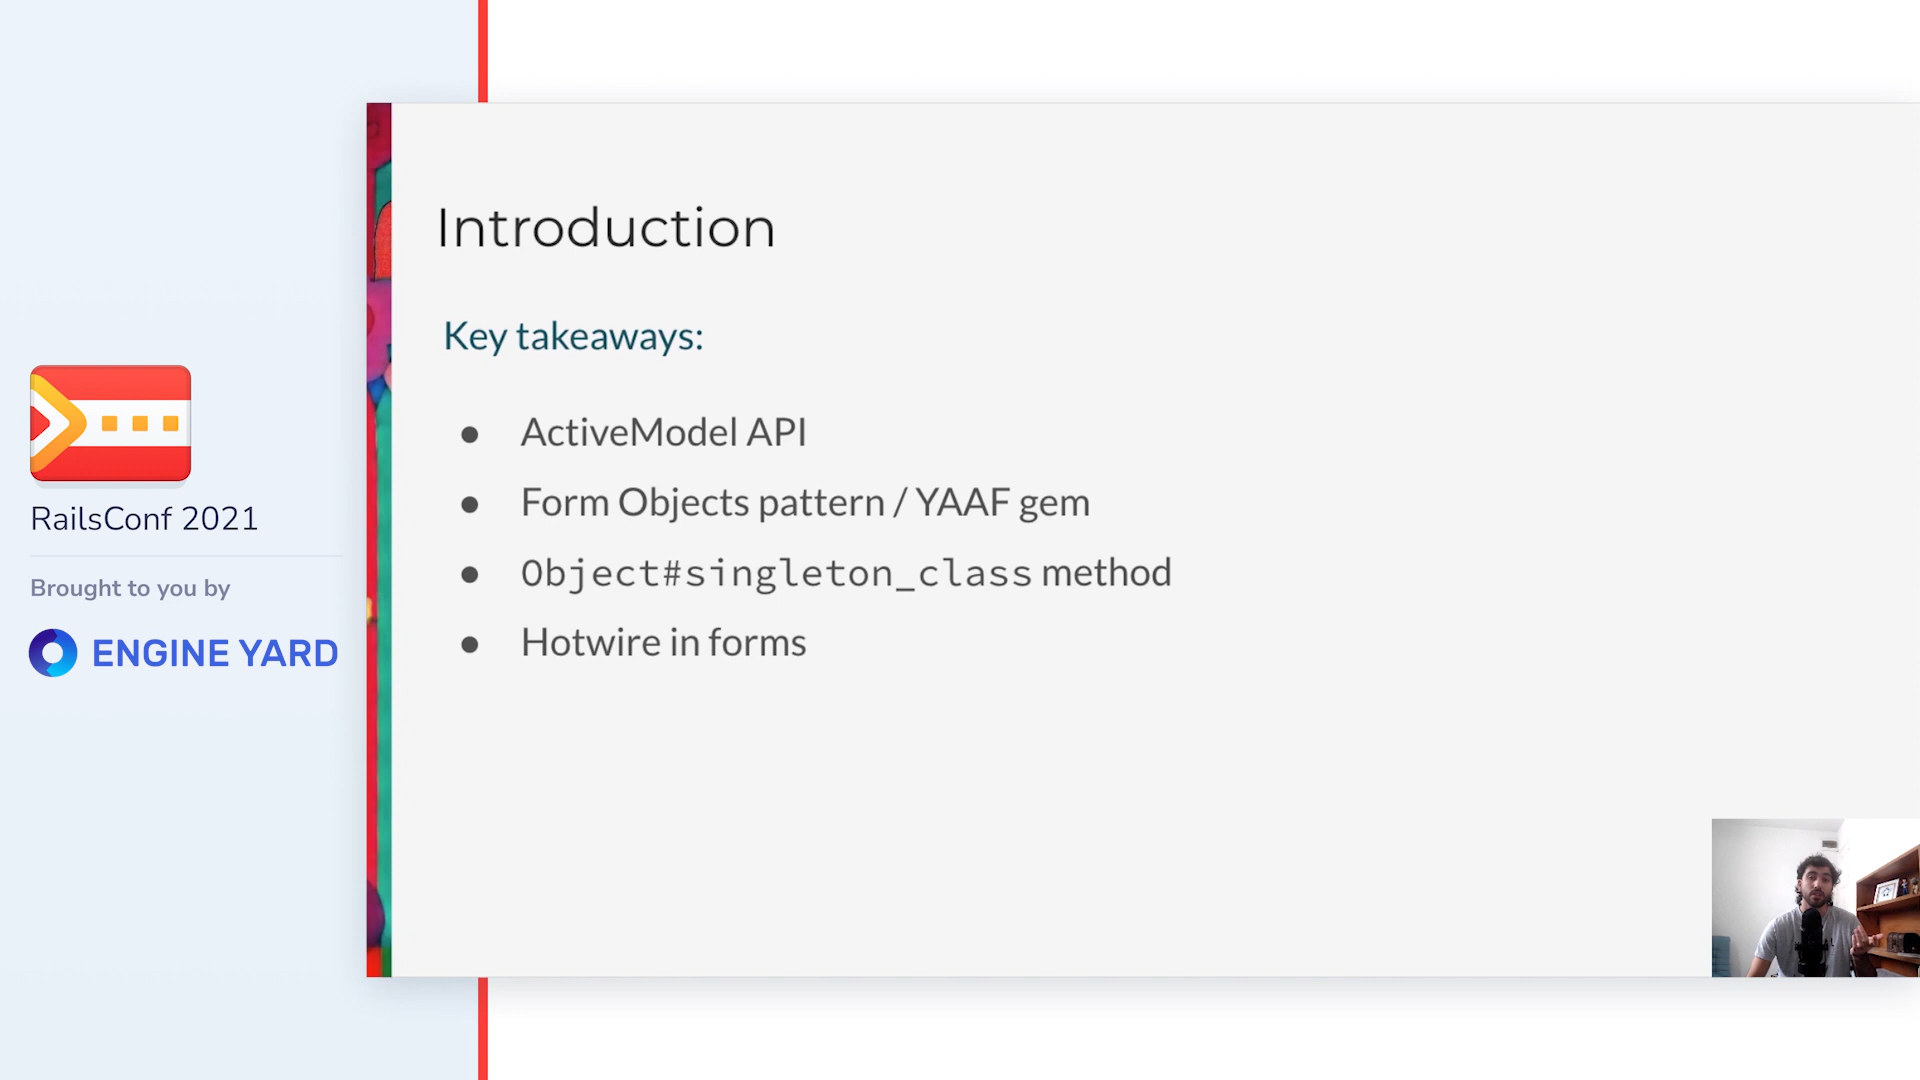 RailsConf 2021
Brought to you by
ENGINE YARD
Introduction
Key takeaways:
● ActiveModel API
● Form Objects pattern / YAAF gem
● Object#singleton_class method
● Hotwire in forms